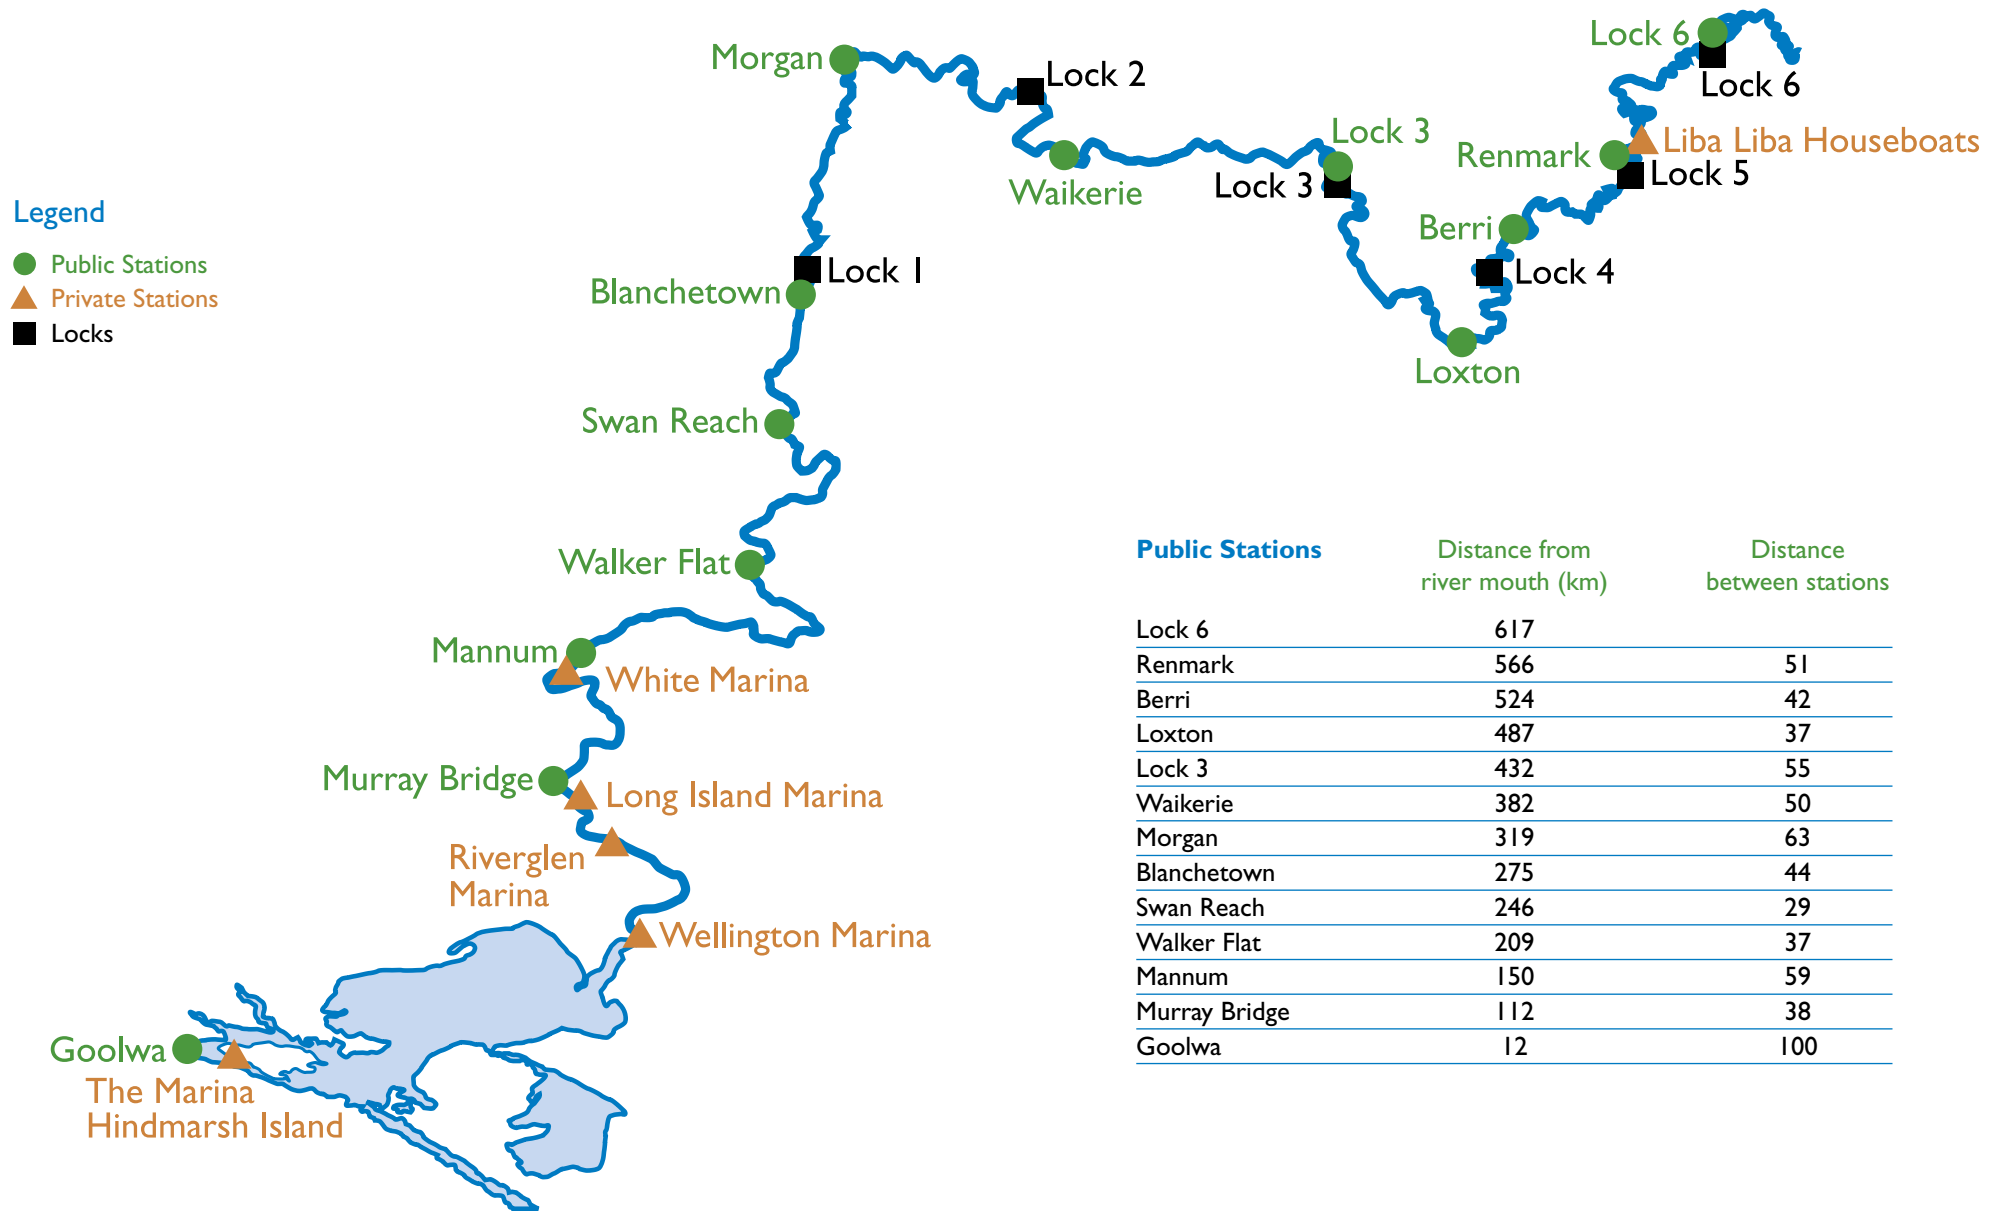 Legend
Public Stations
Private Stations
Locks
Morgan
Lock 2
Lock 6
Lock 6
Lock 3
Renmark
Liba Liba Houseboats
Waikerie
Lock 3
Lock 5
Berri
Lock 1
Lock 4
Blanchetown
Loxton
Swan Reach
Walker Flat
Mannum
White Marina
Murray Bridge
Long Island Marina
Riverglen
Marina
Wellington Marina
Goolwa
The Marina
Hindmarsh Island
Public Stations Distance from Distance
river mouth (km) between stations
Lock 6 617
Renmark 566 51
Berri 524 42
Loxton 487 37
Lock 3 432 55
Waikerie 382 50
Morgan 319 63
Blanchetown 275 44
Swan Reach 246 29
Walker Flat 209 37
Mannum 150 59
Murray Bridge 112 38
Goolwa 12 100